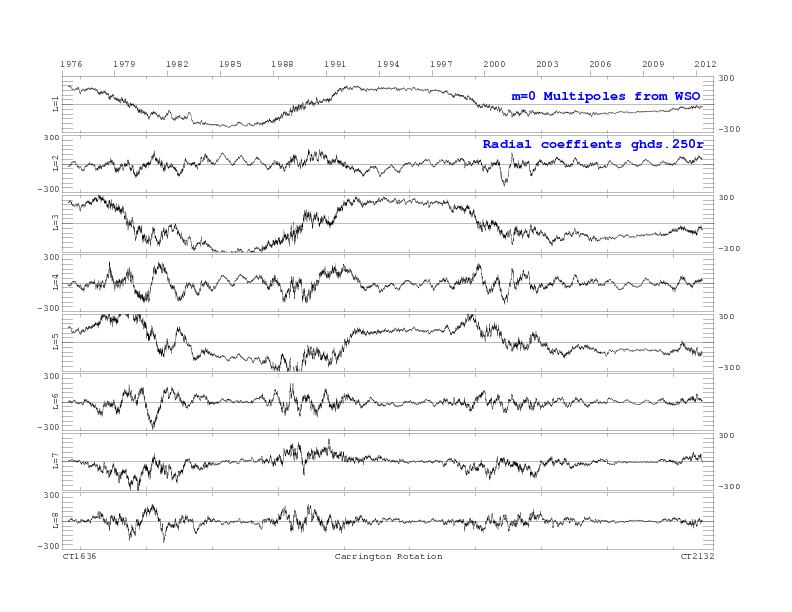 1976 1979 1982 1985 1988 1991 1994 1997 2000 2003 2006 2009 2012
300
L=1
m=0 Multipoles from WSO
-300
300
L=2
Radial coeffients ghds.250r
-300
300
L=3
-300
300
L=4
-300
300
L=5
-300
300
L=6
-300
300
L=7
-300
300
L=8
-300
CT1636 Carrington Rotation CT2132